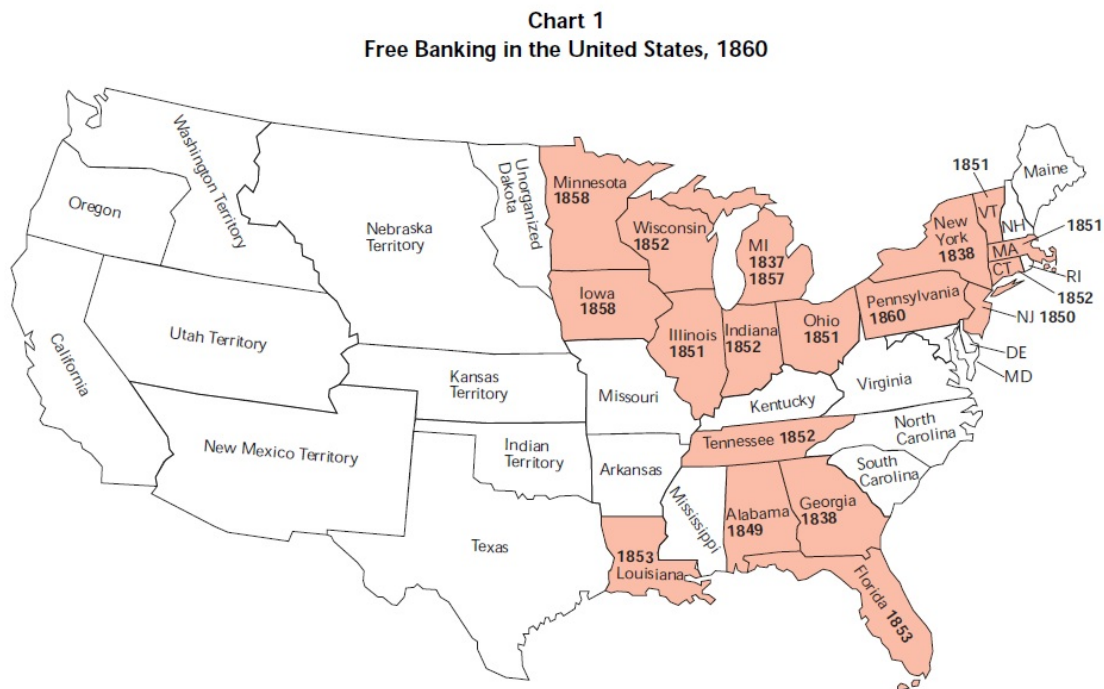 Chart 1
Free Banking in the United States, 1860
Washington Territory
Oregon
California
Nebraska
Territory
Unorganized
Dakota
Utah Territory
Kansas
Territory
New Mexico Territory
Indian
Territory
Texas
Minnesota
1858
Wisconsin
1852
MI
1837
1857
Iowa
1858
Illinois
1851
Indiana
1852
Ohio
1851
Missouri
Kentucky
Tennessee 1852
Arkansas
Mississippi
Alabama
1849
Georgia
1838
1853
Louisiana
Florida 1853
South
Carolina
North
Carolina
Virginia
Pennsylvania
1860
New
York
1838
1851
VT
NH
Maine
MA
1851
CT
RI
1852
NJ 1850
DE
MD